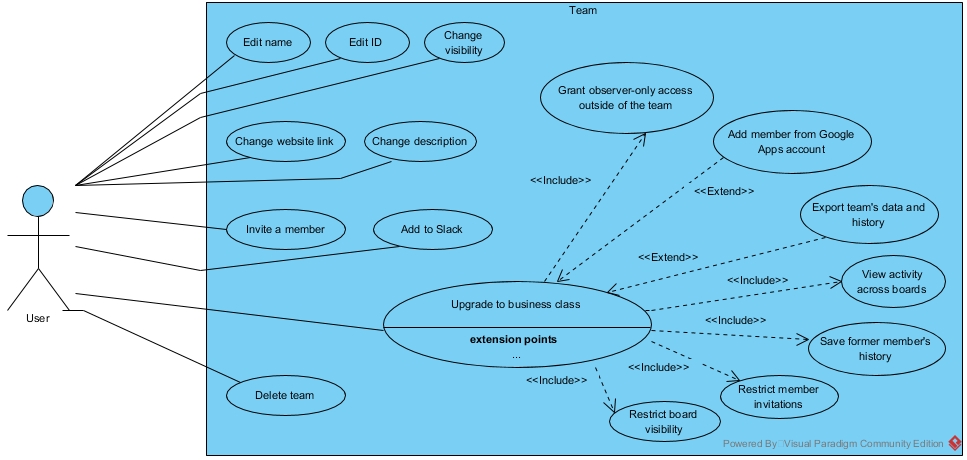 Team
Edit name
Edit ID
Change
visibility
Grant observer-only access
outside of the team
Change website link
Change description
Add member from Google
Apps account
<<Include>>
<<Extend>>
Export team's data and
history
Invite a member
Add to Slack
<<Extend>>
View activity
across boards
<<Include>>
Upgrade to business class
User
<<Include>>
extension points
...
Save former member's
history
<<Include>>
<<Include>>
Delete team
Restrict member
invitations
Restrict board
visibility
Powered By Visual Paradigm Community Edition